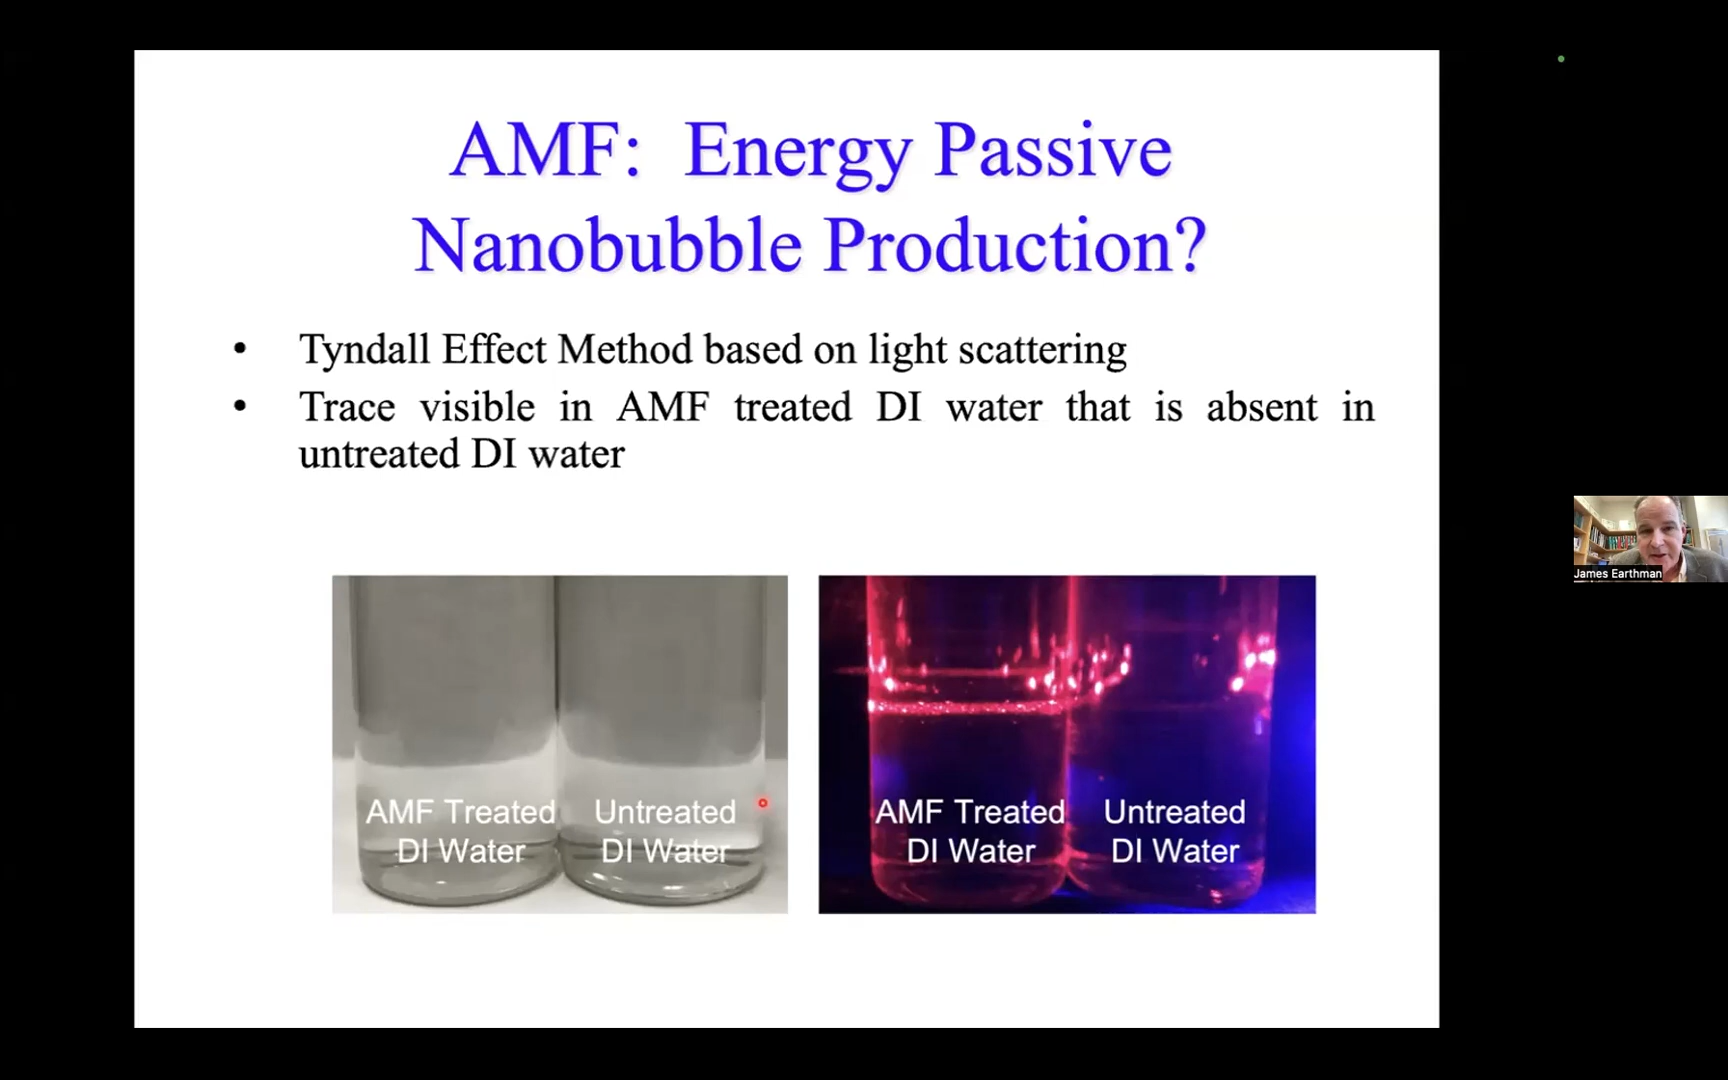 AMF: Energy Passive
Nanobubble Production?
• Tyndall Effect Method based on light scattering
• Trace visible in AMF treated DI water that is absent in
untreated DI water
AMF Treated
DI Water
Untreated
DI Water
AMF Treated
DI Water
Untreated
DI Water
James Earthman